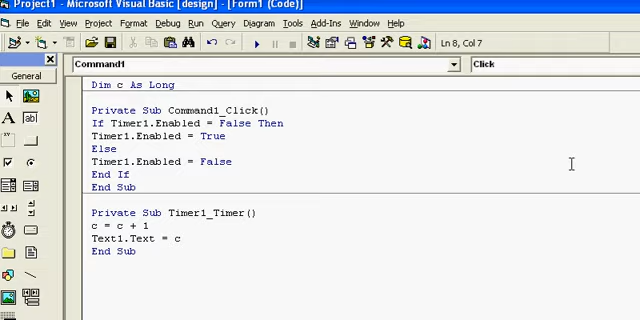 Project1 - Microsoft Visual Basic [design] - [Form1 (Code)]
File Edit View Project Format Debug Run Query Diagram Tools Add-Ins Window Help
Ln 8, Col 7
General
Command1
Click
Dim c As Long
Private Sub Command1_Click()
If Timer1.Enabled = False Then
Timer1.Enabled = True
Else
Timer1.Enabled = False
End If
End Sub
Private Sub Timer1_Timer()
c = c + 1
Text1.Text = c
End Sub
A
ab|
XY